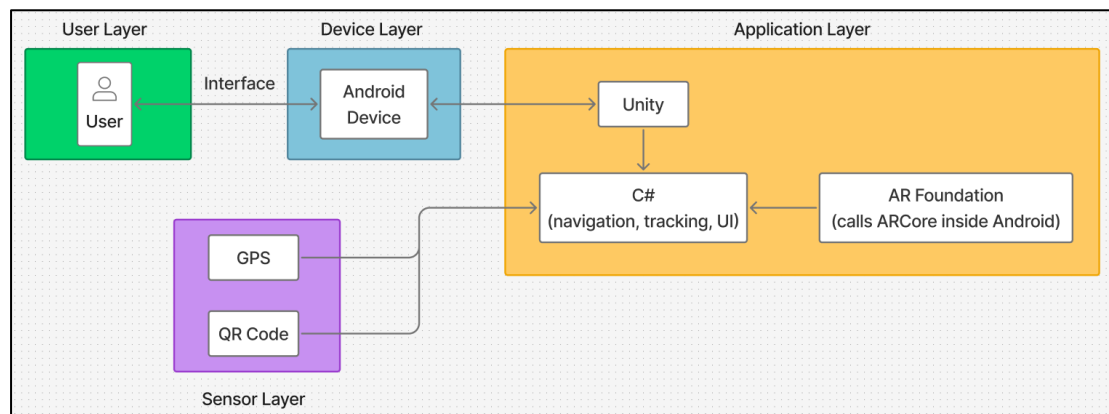 User Layer
Device Layer
Application Layer
User
Interface
Android
Device
Unity
C#
(navigation, tracking, UI)
AR Foundation
(calls ARCore inside Android)
GPS
QR Code
Sensor Layer